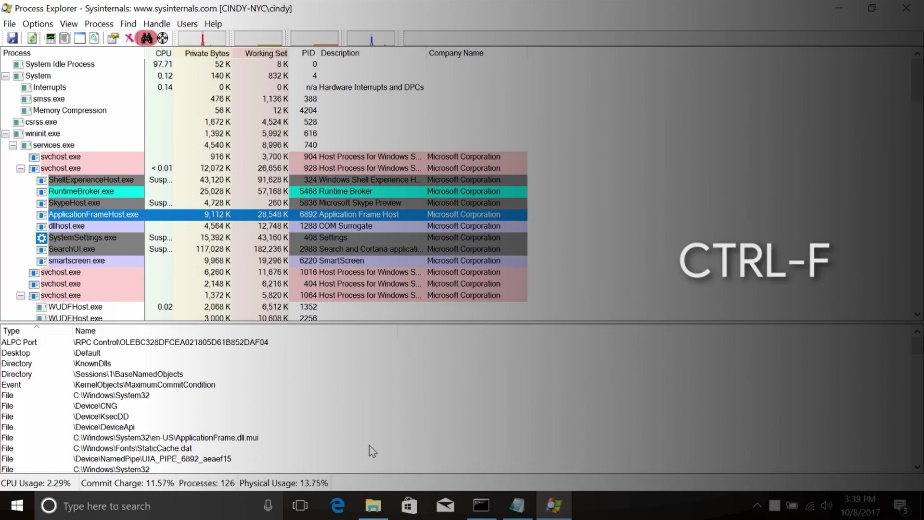 Process Explorer - Sysinternals: www.sysinternals.com [CINDY-NYC\cindy]
File Options View Process Find Handle Users Help
Process CPU Private Bytes Working Set PID Description Company Name
System Idle Process 97.71 52 K 8 K 0
System 0.12 140 K 832 K 4
Interrupts 0.14 0 K 0 K n/a Hardware Interrupts and DPCs
smss.exe 476 K 1,136 K 388
Memory Compression 56 K 12 K 4204
csrss.exe 1,672 K 4,524 K 528
wininit.exe 1,392 K 5,992 K 616
services.exe 4,540 K 8,996 K 740
svchost.exe 916 K 3,700 K 904 Host Process for Windows S... Microsoft Corporation
svchost.exe < 0.01 12,072 K 26,656 K 928 Host Process for Windows S... Microsoft Corporation
ShellExperienceHost.exe Susp... 43,120 K 91,628 K 324 Windows Shell Experience H... Microsoft Corporation
RuntimeBroker.exe 25,028 K 57,168 K 5468 Runtime Broker Microsoft Corporation
SkypeHost.exe Susp... 4,728 K 260 K 5836 Microsoft Skype Preview Microsoft Corporation
ApplicationFrameHost.exe 9,112 K 28,548 K 6892 Application Frame Host Microsoft Corporation
dllhost.exe 4,564 K 12,748 K 1288 COM Surrogate Microsoft Corporation
SystemSettings.exe Susp... 15,392 K 43,160 K 408 Settings Microsoft Corporation
SearchUI.exe Susp... 117,028 K 182,236 K 2988 Search and Cortana applicati... Microsoft Corporation
smartscreen.exe 9,968 K 19,296 K 6220 SmartScreen Microsoft Corporation
svchost.exe 6,260 K 11,676 K 1016 Host Process for Windows S... Microsoft Corporation
svchost.exe 2,148 K 6,216 K 404 Host Process for Windows S... Microsoft Corporation
svchost.exe 1,372 K 5,820 K 1064 Host Process for Windows S... Microsoft Corporation
WUDFHost.exe 0.02 2,068 K 6,512 K 1352
WUDFHost.exe 3,000 K 10,608 K 2256
CTRL-F
Type Name
ALPC Port \RPC Control\OLEBC328DFCEA021805D61B852DAF04
Desktop \Default
Directory \KnownDlls
Directory \Sessions\1\BaseNamedObjects
Event \KernelObjects\MaximumCommitCondition
File C:\Windows\System32
File \Device\CNG
File \Device\KsecDD
File \Device\DeviceApi
File C:\Windows\System32\en-US\ApplicationFrame.dll.mui
File C:\Windows\Fonts\StaticCache.dat
File \Device\NamedPipe\UIA_PIPE_6892_aeaef15
File C:\Windows\System32
CPU Usage: 2.29% Commit Charge: 11.57% Processes: 126 Physical Usage: 13.75%
Type here to search
3:39 PM
10/8/2017
3